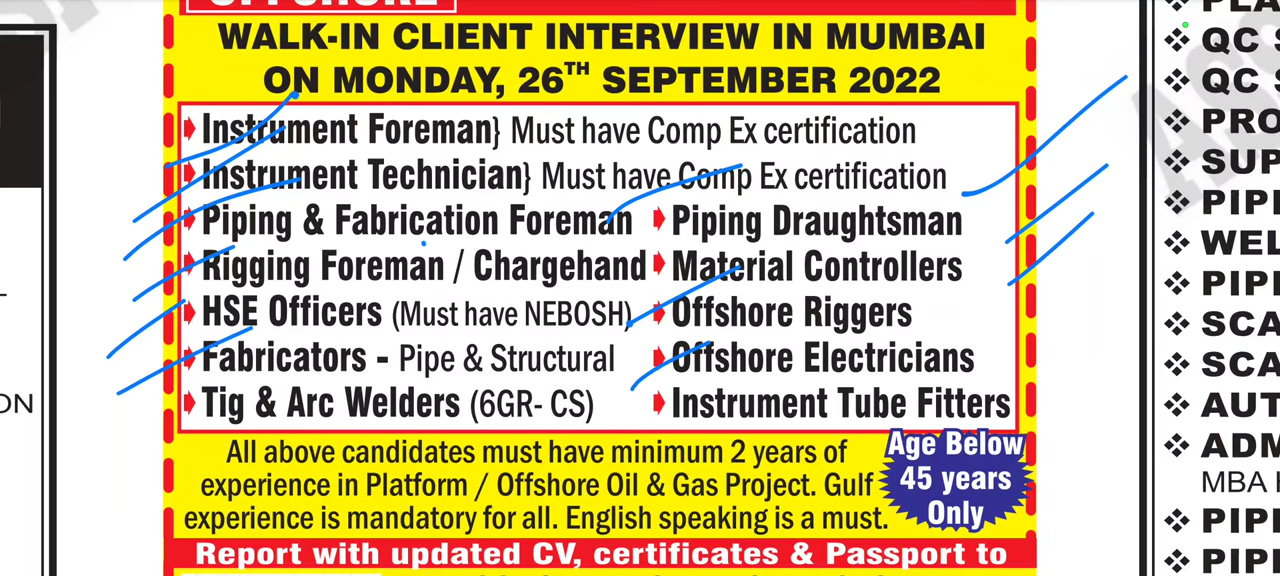 OFFSHORE
WALK-IN CLIENT INTERVIEW IN MUMBAI
ON MONDAY, 26TH SEPTEMBER 2022
Instrument Foreman} Must have Comp Ex certification
Instrument Technician} Must have Comp Ex certification
Piping & Fabrication Foreman
Piping Draughtsman
Rigging Foreman / Chargehand
Material Controllers
HSE Officers (Must have NEBOSH)
Offshore Riggers
Fabricators - Pipe & Structural
Offshore Electricians
Tig & Arc Welders (6GR- CS)
Instrument Tube Fitters
All above candidates must have minimum 2 years of
experience in Platform / Offshore Oil & Gas Project. Gulf
experience is mandatory for all. English speaking is a must.
Age Below
45 years
Only
Report with updated CV, certificates & Passport to
ON
QC
QC
PRO
SUP
PIPI
WEL
PIPI
SCA
SCA
AUT
ADM
MBA
PIPI
PIPI